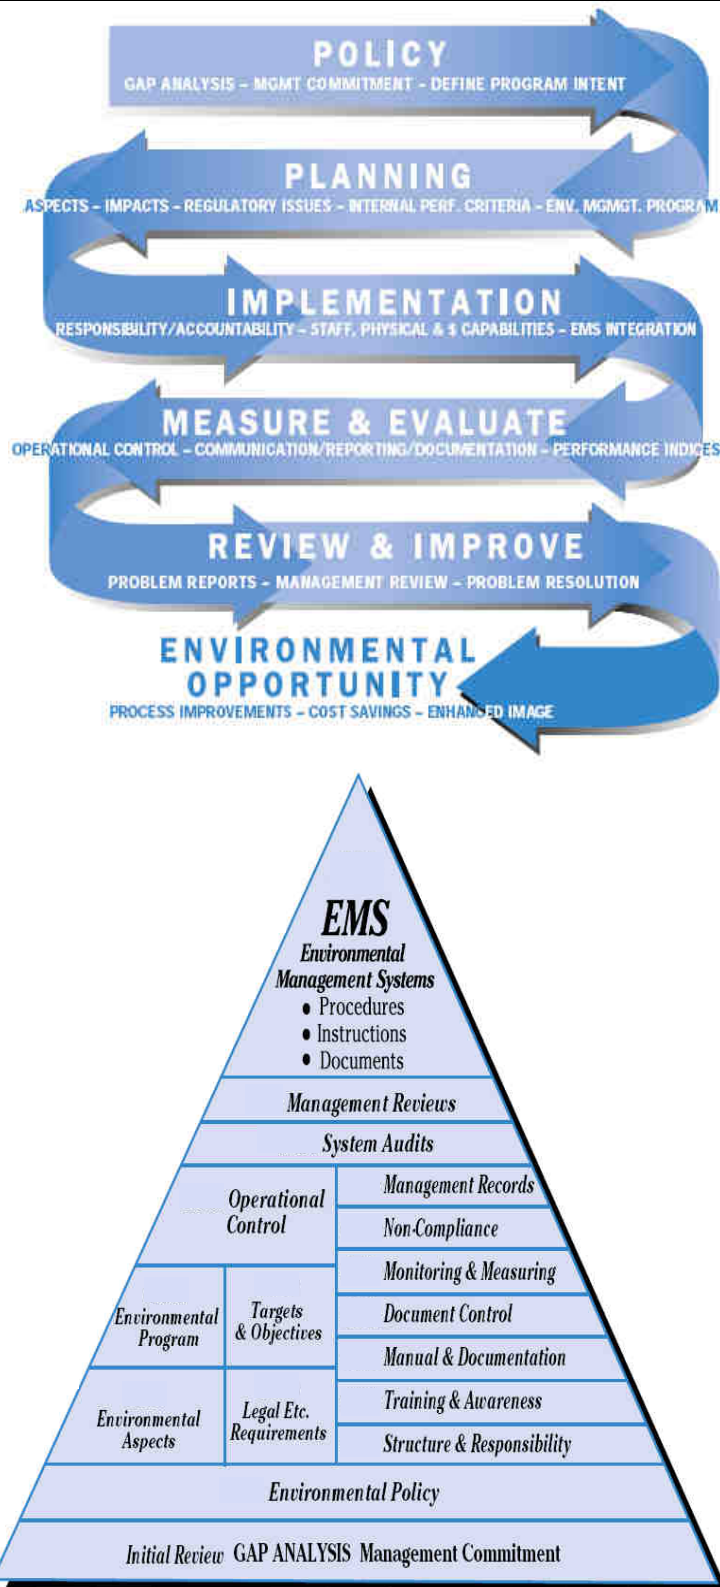 POLICY
GAP ANALYSIS – MGMT COMMITMENT – DEFINE PROGRAM INTENT
PLANNING
ASPECTS – IMPACTS – REGULATORY ISSUES – INTERNAL PERF. CRITERIA – ENV. MGMGT. PROGRAM
IMPLEMENTATION
RESPONSIBILITY/ACCOUNTABILITY – STAFF, PHYSICAL & $ CAPABILITIES – EMS INTEGRATION
MEASURE & EVALUATE
OPERATIONAL CONTROL – COMMUNICATION/REPORTING/DOCUMENTATION – PERFORMANCE INDICES
REVIEW & IMPROVE
PROBLEM REPORTS – MANAGEMENT REVIEW – PROBLEM RESOLUTION
ENVIRONMENTAL
OPPORTUNITY
PROCESS IMPROVEMENTS – COST SAVINGS – ENHANCED IMAGE
EMS
Environmental
Management Systems
• Procedures
• Instructions
• Documents
Management Reviews
System Audits
Operational
Control
Environmental
Program
Targets
& Objectives
Environmental
Aspects
Legal Etc.
Requirements
Management Records
Non-Compliance
Monitoring & Measuring
Document Control
Manual & Documentation
Training & Awareness
Structure & Responsibility
Environmental Policy
Initial Review GAP ANALYSIS Management Commitment